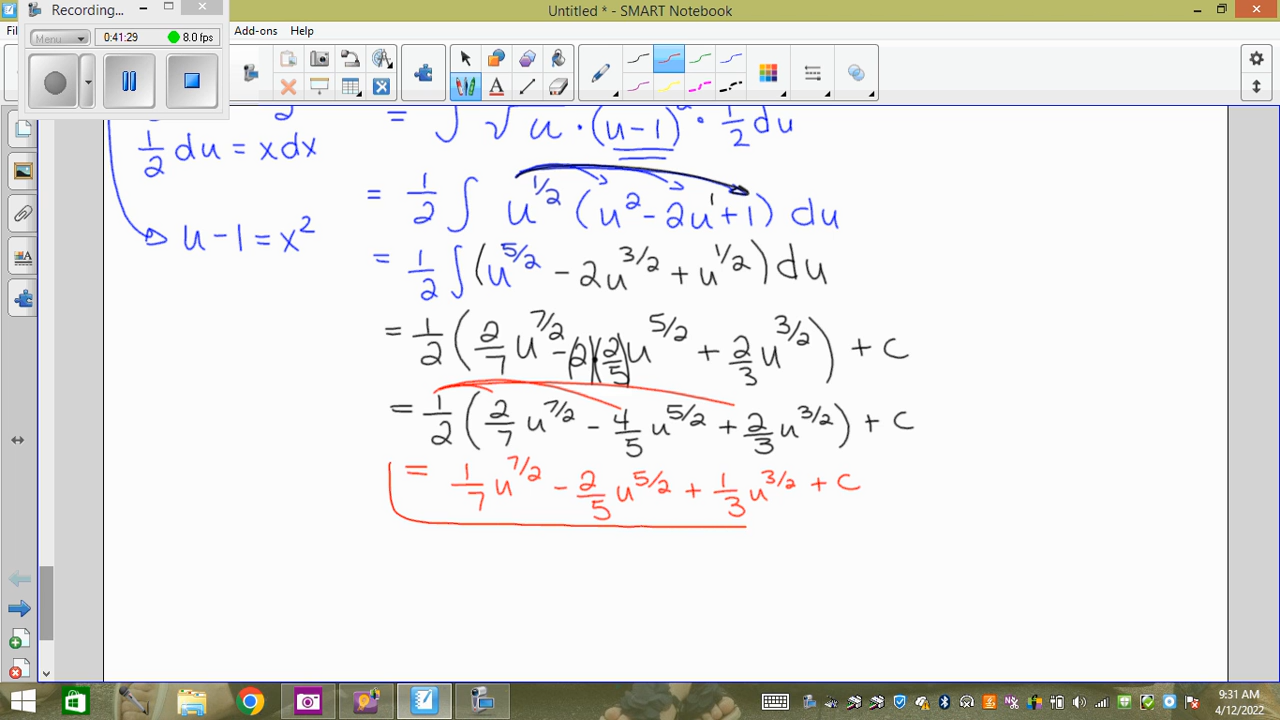 Recording...
Untitled * - SMART Notebook
Menu
0:41:29
8.0 fps
Add-ons
Help
= ∫ √u · (u-1) · 1/2 du
1/2 du = x dx
= 1/2 ∫ u^1/2 (u^2 - 2u^1 + 1) du
u - 1 = x^2
= 1/2 ∫ (u^5/2 - 2u^3/2 + u^1/2) du
= 1/2 (2/7 u^7/2 - (2)(2/5) u^5/2 + 2/3 u^3/2) + C
= 1/2 (2/7 u^7/2 - 4/5 u^5/2 + 2/3 u^3/2) + C
= 1/7 u^7/2 - 2/5 u^5/2 + 1/3 u^3/2 + C
9:31 AM
4/12/2022